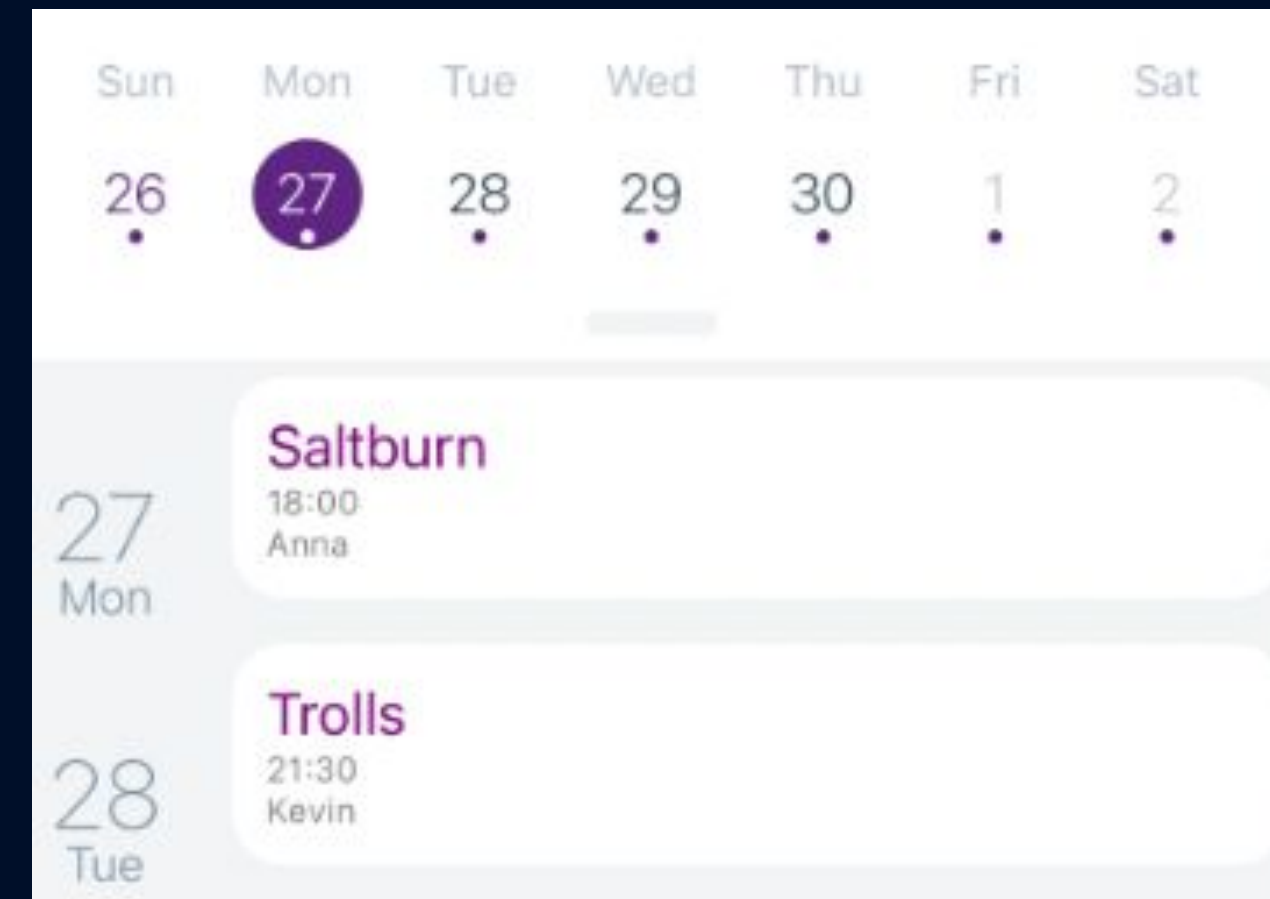 Sun Mon Tue Wed Thu Fri Sat
26 27 28 29 30 1 2
27
Mon
Saltburn
18:00
Anna
28
Tue
Trolls
21:30
Kevin